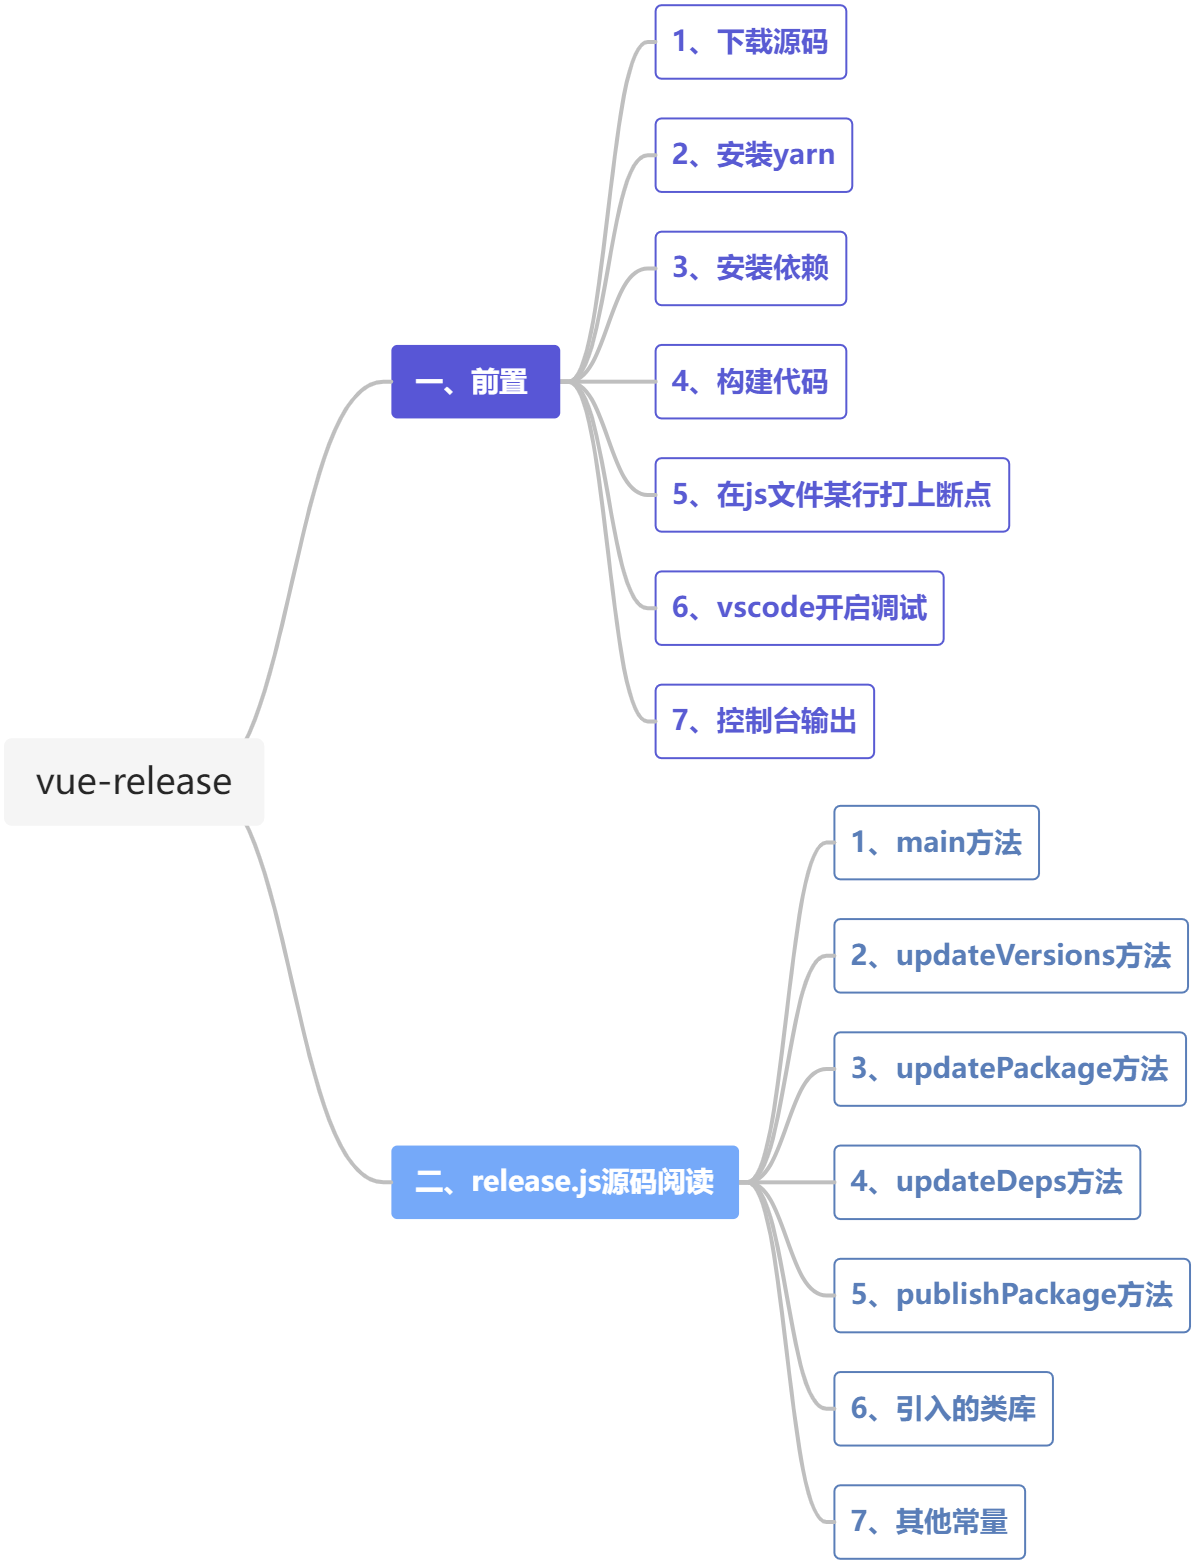 vue-release
一、前置
1、下载源码
2、安装yarn
3、安装依赖
4、构建代码
5、在js文件某行打上断点
6、vscode开启调试
7、控制台输出
二、release.js源码阅读
1、main方法
2、updateVersions方法
3、updatePackage方法
4、updateDeps方法
5、publishPackage方法
6、引入的类库
7、其他常量